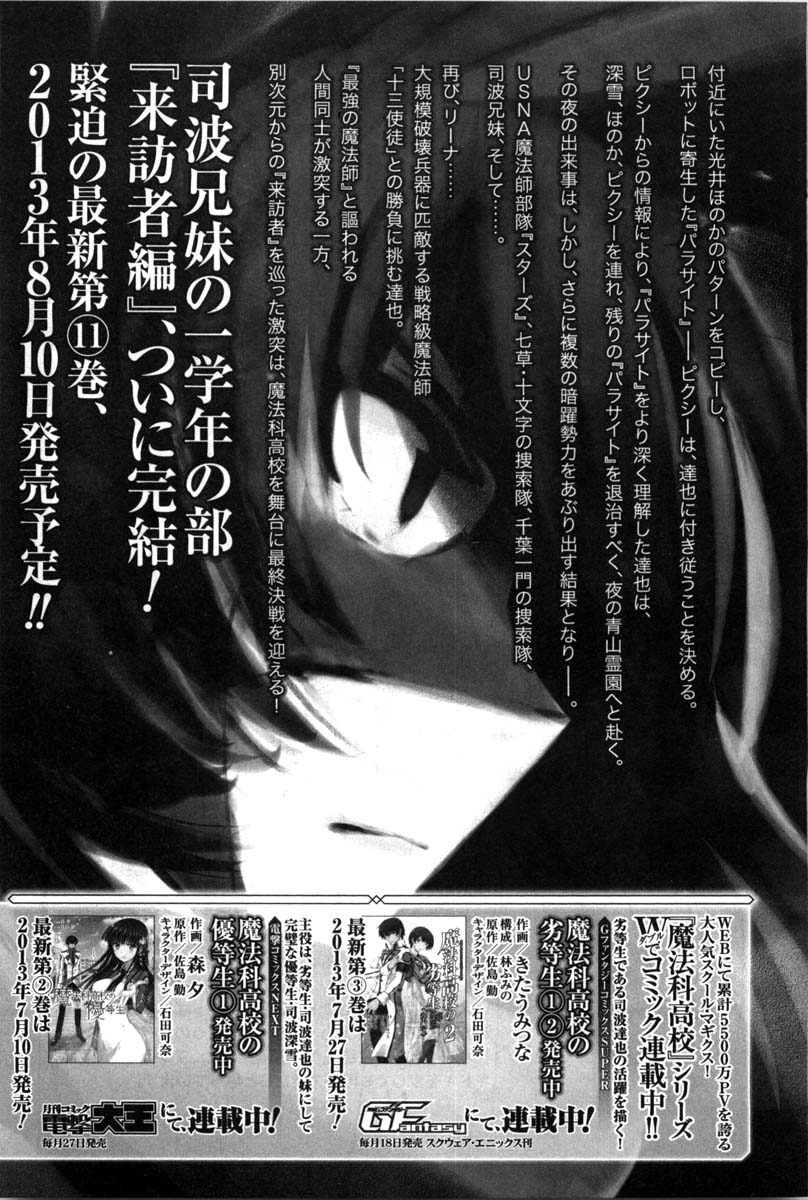 付近にいた光井ほのかのパターンをコピーし、
ロボットに寄生した『パラサイト』――ピクシーは、達也に付き従うことを決める。
ピクシーからの情報により、『パラサイト』をより深く理解した達也は、
深雪、ほのか、ピクシーを連れ、残りの『パラサイト』を退治すべく、夜の青山霊園へと赴く。
その夜の出来事は、しかし、さらに複数の暗躍勢力をあぶり出す結果となり――。
USNA魔法師部隊『スターズ』、七草・十文字の捜索隊、千葉一門の捜索隊、
司波兄妹、そして……。
再び、リーナ……
大規模破壊兵器に匹敵する戦略級魔法師
「十三使徒」との勝負に挑む達也。
『最強の魔法師』と謳われる
人間同士が激突する一方、
別次元からの『来訪者』を巡った激突は、魔法科高校を舞台に最終決戦を迎える！
司波兄妹の一学年の部
『来訪者編』、ついに完結！
緊迫の最新第⑪巻、
2013年8月10日発売予定!!
WEBにて累計5500万PVを誇る
大人気スクール・マギクス！
『魔法科高校』シリーズ
Wでコミック連載中!!
ダブル
劣等生である司波達也の活躍を描く！
GファンタジーコミックスSUPER
魔法科高校の
劣等生①②発売中
作画 きたうみつな
構成 林ふみの
原作 佐島 勤
キャラクターデザイン／石田可奈
魔法科高校の
劣等生
2
最新第③巻は
2013年7月27日発売！
G Fantasy
にて、連載中！
毎月18日発売 スクウェア・エニックス刊
主役は、劣等生・司波達也の妹にして
完璧な優等生・司波深雪。
電撃コミックスNEXT
魔法科高校の
優等生①発売中
作画 森 夕
原作 佐島 勤
キャラクターデザイン／石田可奈
魔法科高校の
優等生
最新第②巻は
2013年7月10日発売！
月刊コミック
電撃大王
にて、連載中！
毎月27日発売